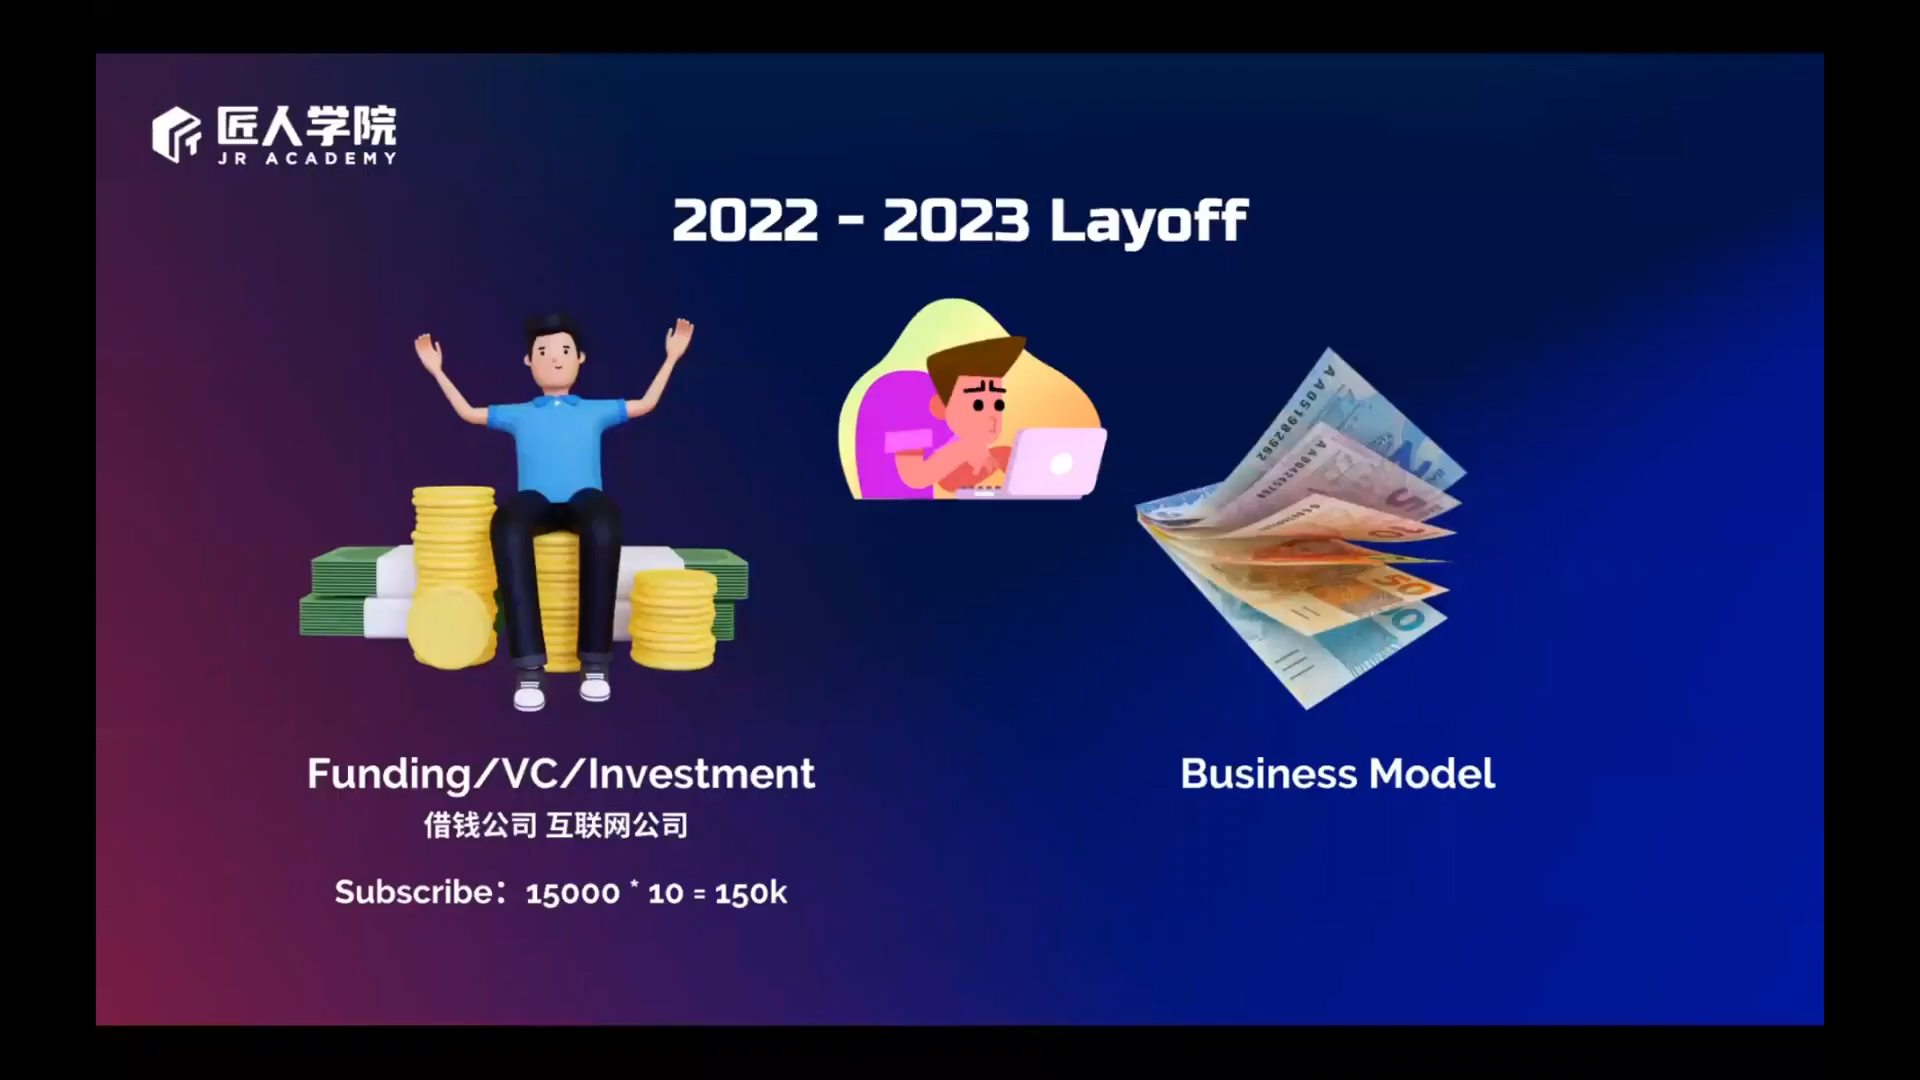 匠人学院
JR ACADEMY
2022 - 2023 Layoff
AA051982962
Funding/VC/Investment
借钱公司 互联网公司
Subscribe：15000 * 10 = 150k
Business Model